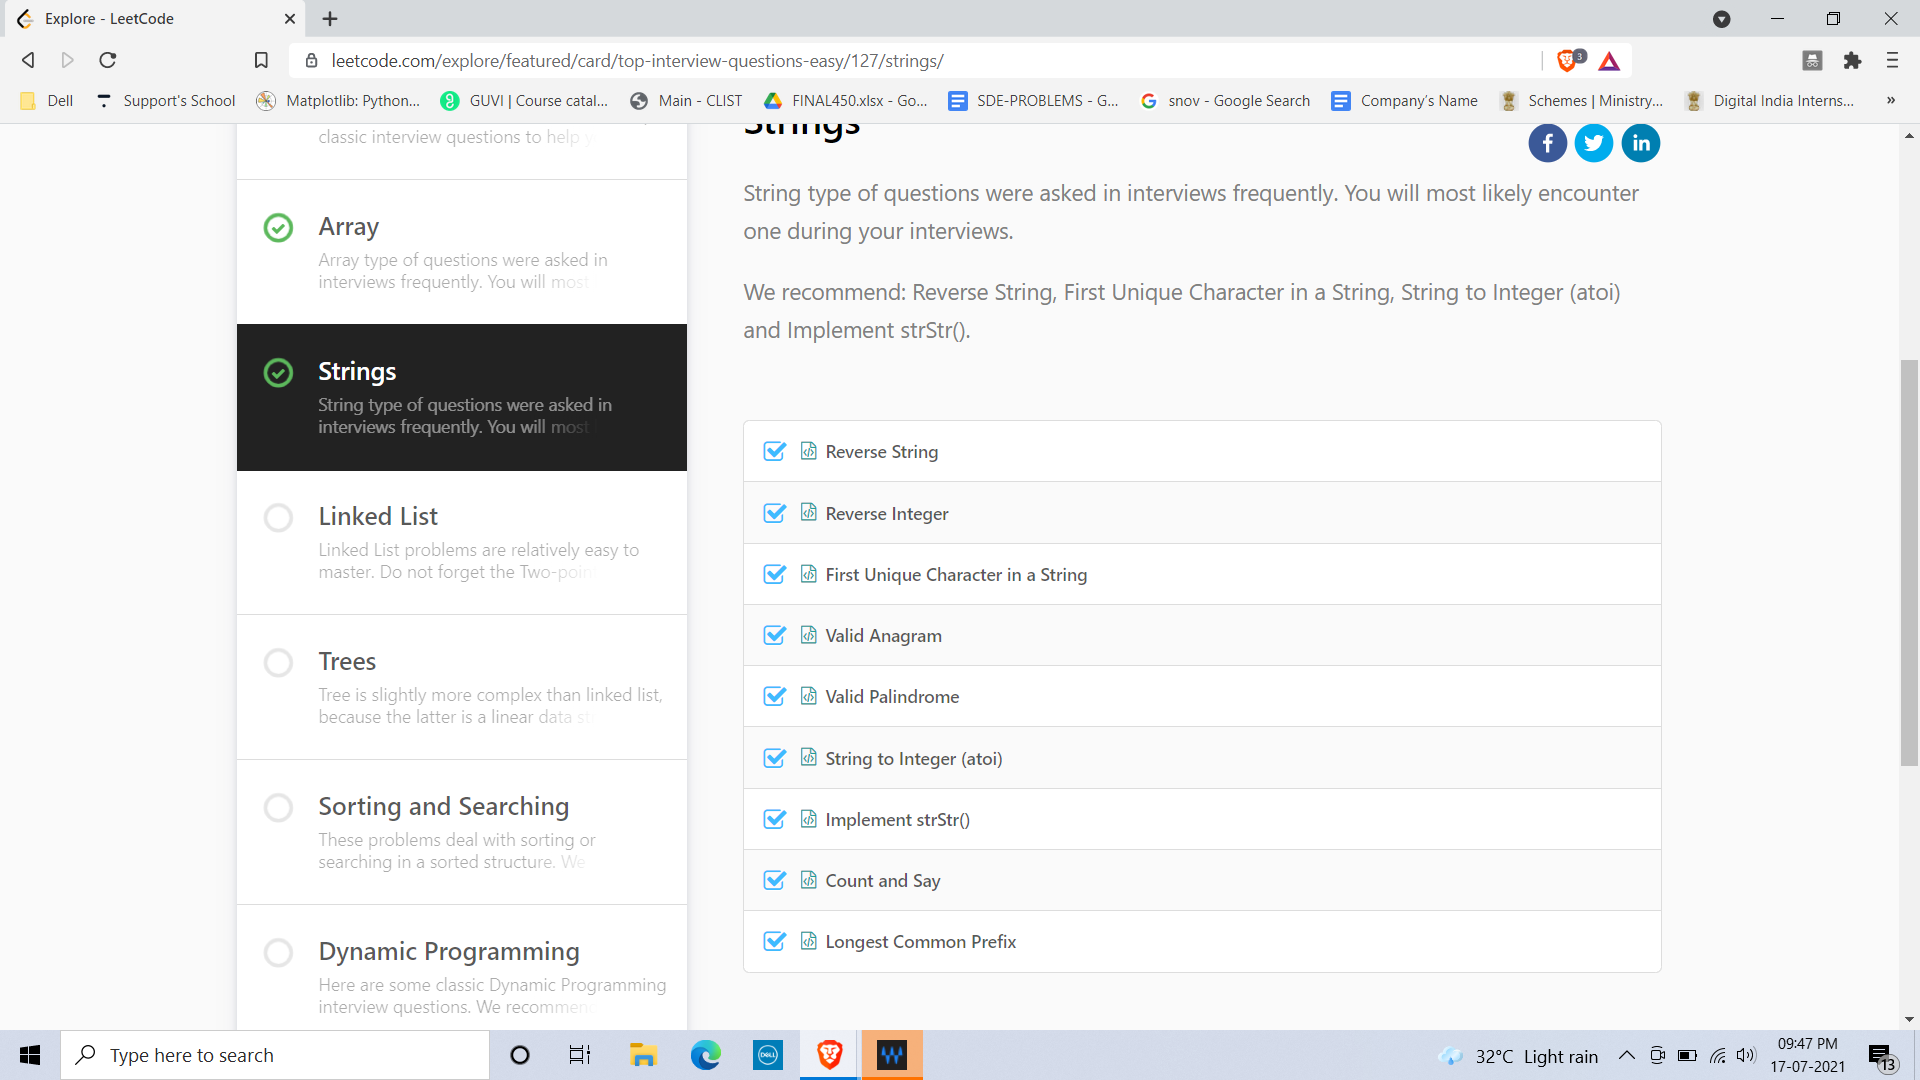 Explore - LeetCode
leetcode.com/explore/featured/card/top-interview-questions-easy/127/strings/
3
Dell
Support's School
Matplotlib: Python...
GUVI | Course catal...
Main - CLIST
FINAL450.xlsx - Go...
SDE-PROBLEMS - G...
snov - Google Search
Company's Name
Schemes | Ministry...
Digital India Interns...
»
classic interview questions to help
Array
Array type of questions were asked in
interviews frequently. You will most
Strings
String type of questions were asked in
interviews frequently. You will most
Linked List
Linked List problems are relatively easy to
master. Do not forget the Two-poin
Trees
Tree is slightly more complex than linked list,
because the latter is a linear data st
Sorting and Searching
These problems deal with sorting or
searching in a sorted structure. We
Dynamic Programming
Here are some classic Dynamic Programming
interview questions. We recommen
Strings
String type of questions were asked in interviews frequently. You will most likely encounter
one during your interviews.
We recommend: Reverse String, First Unique Character in a String, String to Integer (atoi)
and Implement strStr().
Reverse String
Reverse Integer
First Unique Character in a String
Valid Anagram
Valid Palindrome
String to Integer (atoi)
Implement strStr()
Count and Say
Longest Common Prefix
Type here to search
DELL
32°C Light rain
09:47 PM
17-07-2021
13